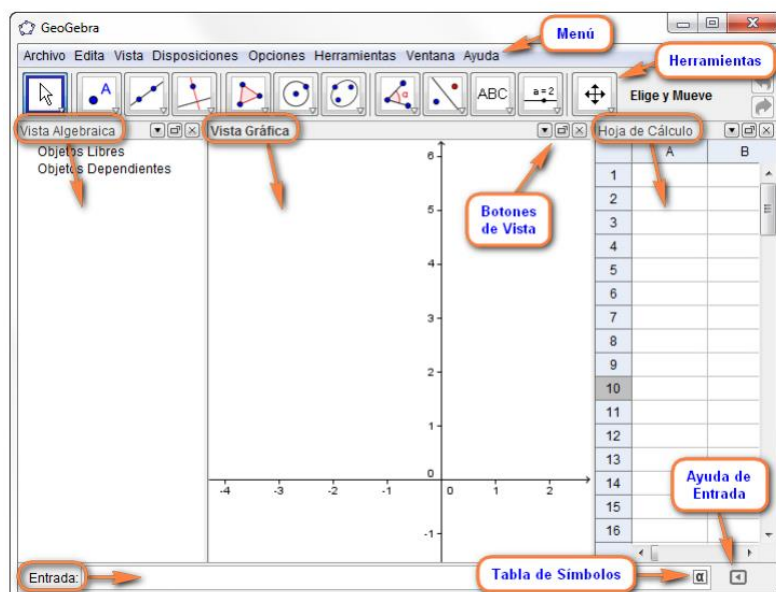 GeoGebra
Menú
Archivo Edita Vista Disposiciones Opciones Herramientas Ventana Ayuda
Herramientas
A
α
ABC
a=2
Elige y Mueve
Vista Algebraica
Vista Gráfica
Hoja de Cálculo
Objetos Libres
Objetos Dependientes
Botones
de Vista
A B
1
2
3
4
5
6
7
8
9
10
11
12
13
14
15
16
6
5
4
3
2
1
0
-4 -3 -2 -1 0 1 2
-1
Ayuda de
Entrada
Entrada:
Tabla de Símbolos
α